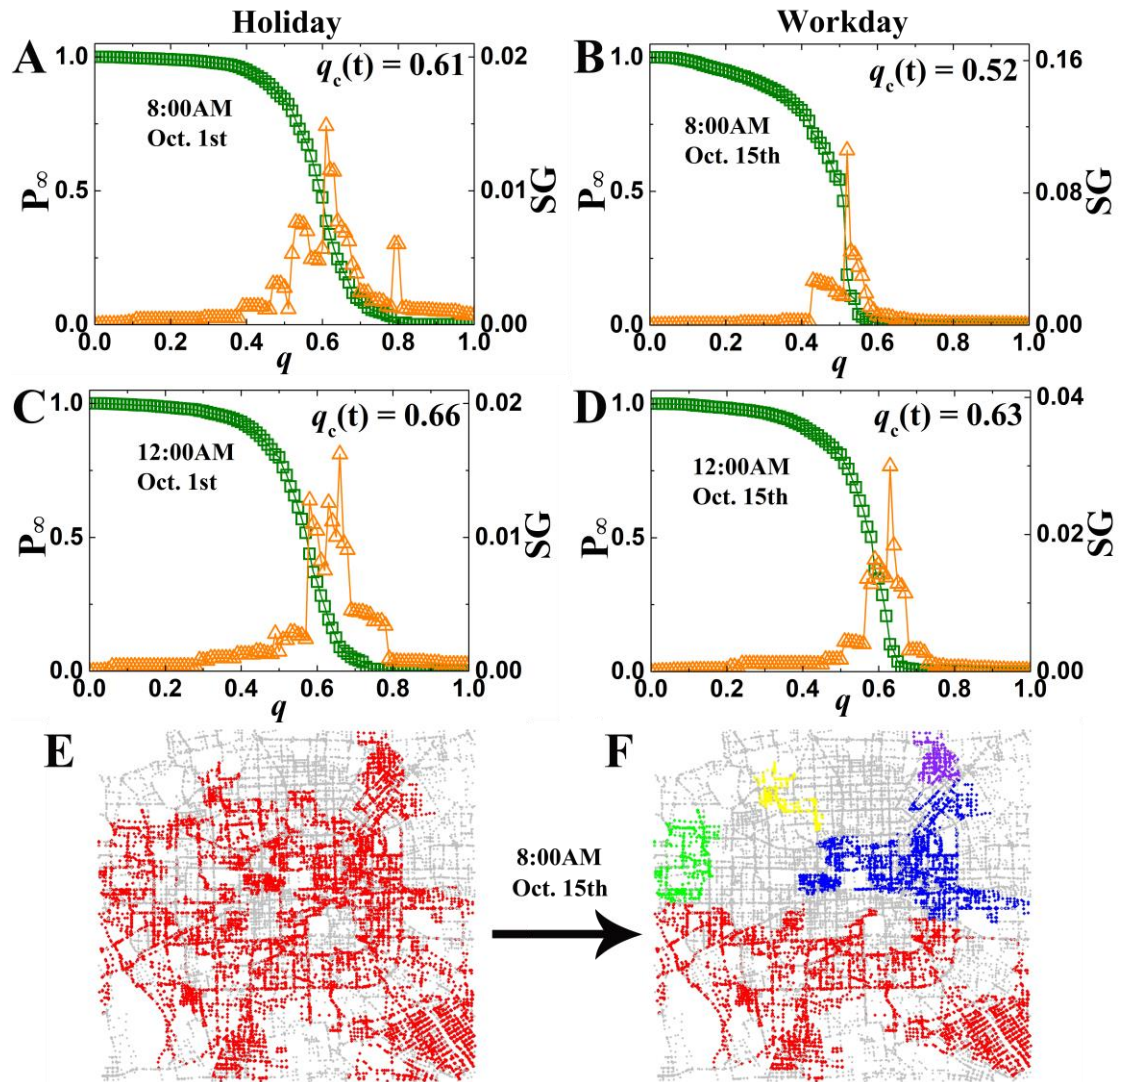 Holiday
Workday
A
1.0
0.5
0.0
P∞
qc(t) = 0.61
8:00AM
Oct. 1st
0.02
0.01
0.00
SG
0.0 0.2 0.4 0.6 0.8 1.0
q
B
1.0
0.5
0.0
P∞
qc(t) = 0.52
8:00AM
Oct. 15th
0.16
0.08
0.00
SG
0.0 0.2 0.4 0.6 0.8 1.0
q
C
1.0
0.5
0.0
P∞
qc(t) = 0.66
12:00AM
Oct. 1st
0.02
0.01
0.00
SG
0.0 0.2 0.4 0.6 0.8 1.0
q
D
1.0
0.5
0.0
P∞
qc(t) = 0.63
12:00AM
Oct. 15th
0.04
0.02
0.00
SG
0.0 0.2 0.4 0.6 0.8 1.0
q
E
8:00AM
Oct. 15th
F